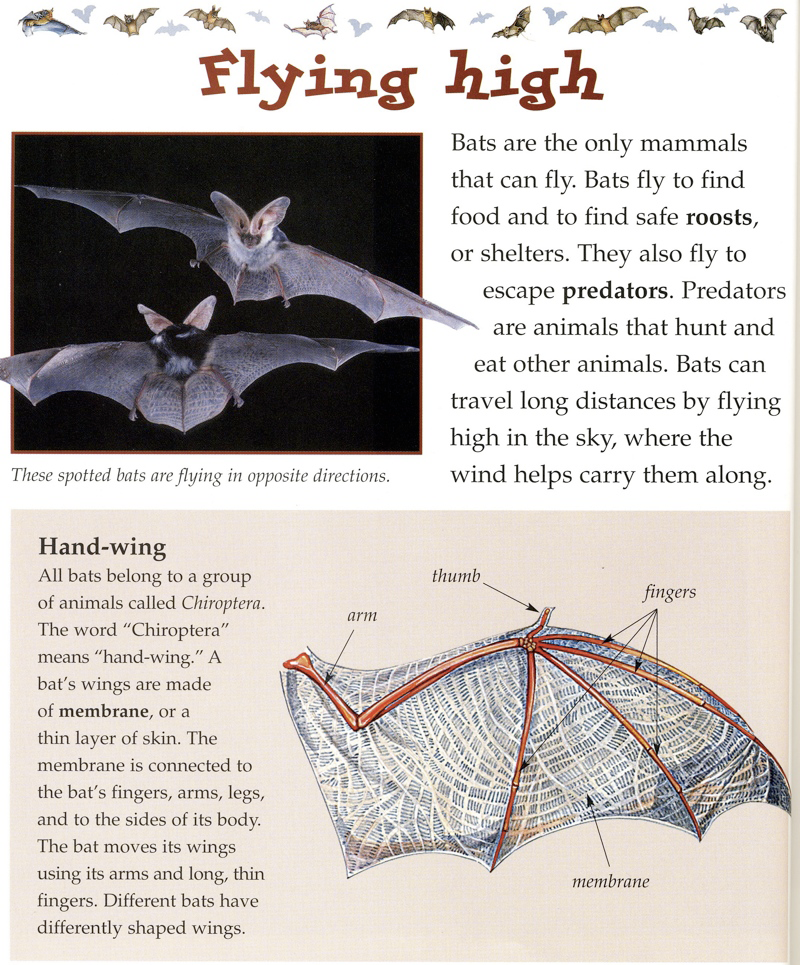 Flying high
Bats are the only mammals
that can fly. Bats fly to find
food and to find safe roosts,
or shelters. They also fly to
escape predators. Predators
are animals that hunt and
eat other animals. Bats can
travel long distances by flying
high in the sky, where the
wind helps carry them along.
These spotted bats are flying in opposite directions.
Hand-wing
All bats belong to a group
of animals called Chiroptera.
The word “Chiroptera”
means “hand-wing.” A
bat’s wings are made
of membrane, or a
thin layer of skin. The
membrane is connected to
the bat’s fingers, arms, legs,
and to the sides of its body.
The bat moves its wings
using its arms and long, thin
fingers. Different bats have
differently shaped wings.
thumb
fingers
arm
membrane